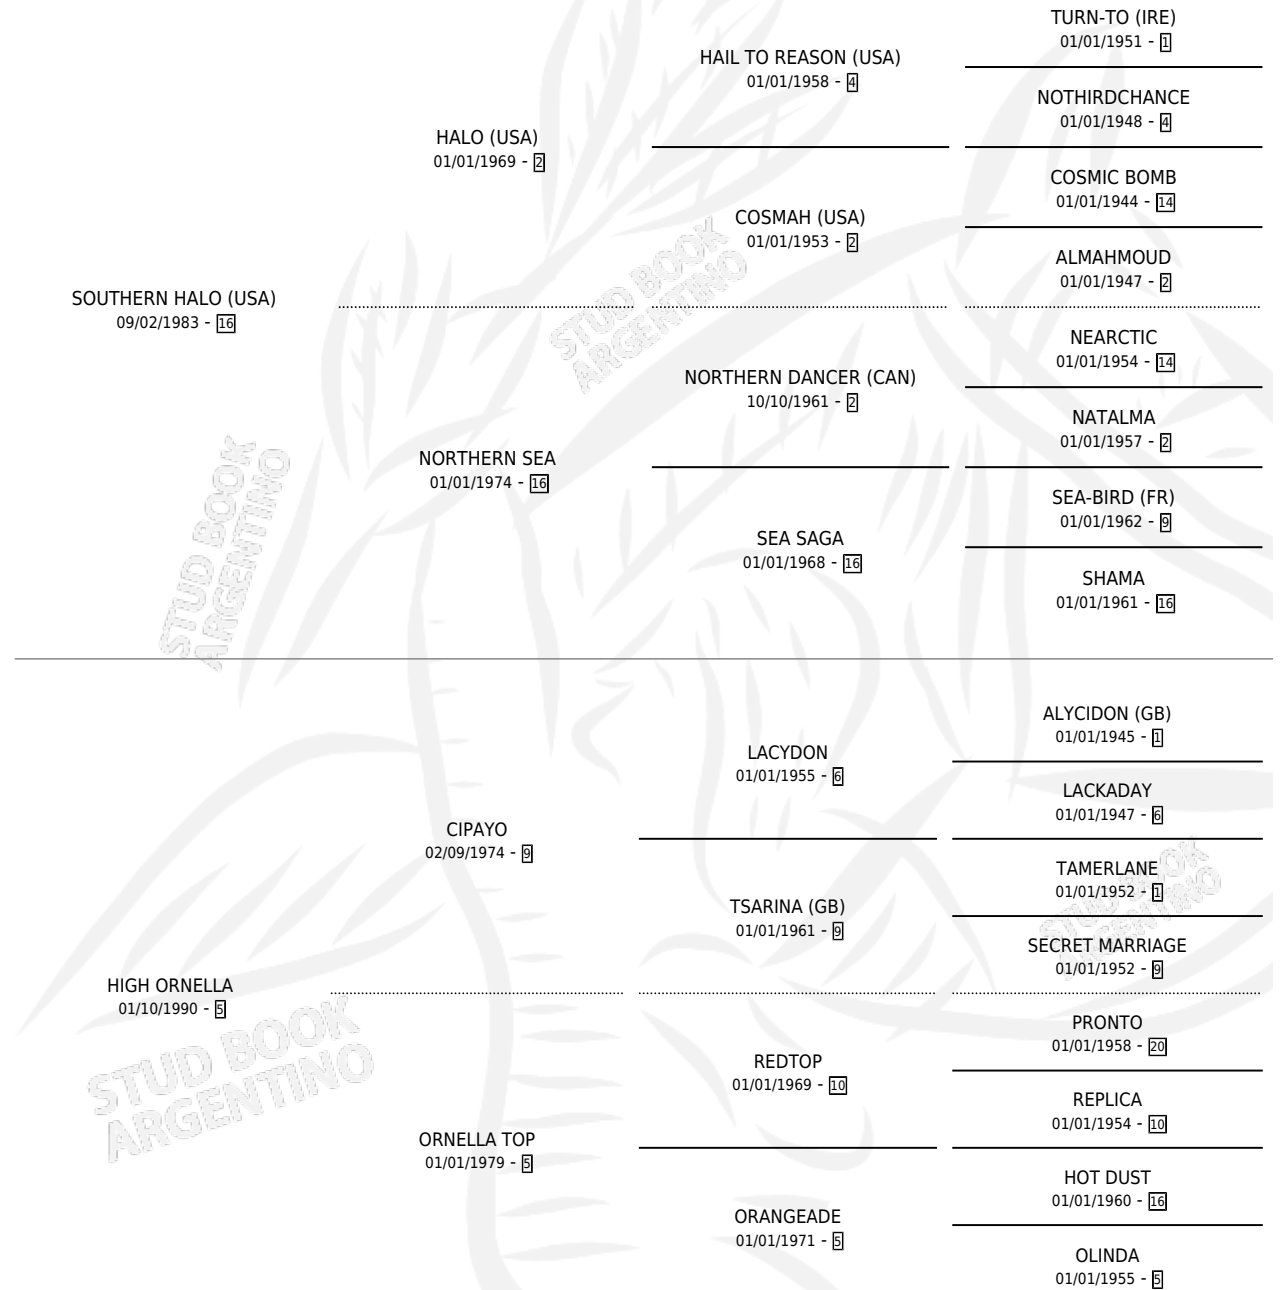 TURN-TO (IRE)
01/01/1951 - 1
HAIL TO REASON (USA)
01/01/1958 - 4
NOTHIRDCHANCE
01/01/1948 - 4
HALO (USA)
01/01/1969 - 2
COSMIC BOMB
01/01/1944 - 14
COSMAH (USA)
01/01/1953 - 2
ALMAHMOUD
01/01/1947 - 2
SOUTHERN HALO (USA)
09/02/1983 - 16
STUD BOOK
ARGENTINO
NEARCTIC
01/01/1954 - 14
NORTHERN DANCER (CAN)
10/10/1961 - 2
NATALMA
01/01/1957 - 2
NORTHERN SEA
01/01/1974 - 16
SEA-BIRD (FR)
01/01/1962 - 9
SEA SAGA
01/01/1968 - 16
SHAMA
01/01/1961 - 16
STUD BOOK
ARGENTINO
ALYCIDON (GB)
01/01/1945 - 1
LACYDON
01/01/1955 - 6
LACKADAY
01/01/1947 - 6
CIPAYO
02/09/1974 - 9
TAMERLANE
01/01/1952 - 1
TSARINA (GB)
01/01/1961 - 9
SECRET MARRIAGE
01/01/1952 - 9
STUD BOOK
ARGENTINO
HIGH ORNELLA
01/10/1990 - 5
PRONTO
01/01/1958 - 20
REDTOP
01/01/1969 - 10
REPLICA
01/01/1954 - 10
STUD BOOK
ARGENTINO
ORNELLA TOP
01/01/1979 - 5
HOT DUST
01/01/1960 - 16
ORANGEADE
01/01/1971 - 5
OLINDA
01/01/1955 - 5